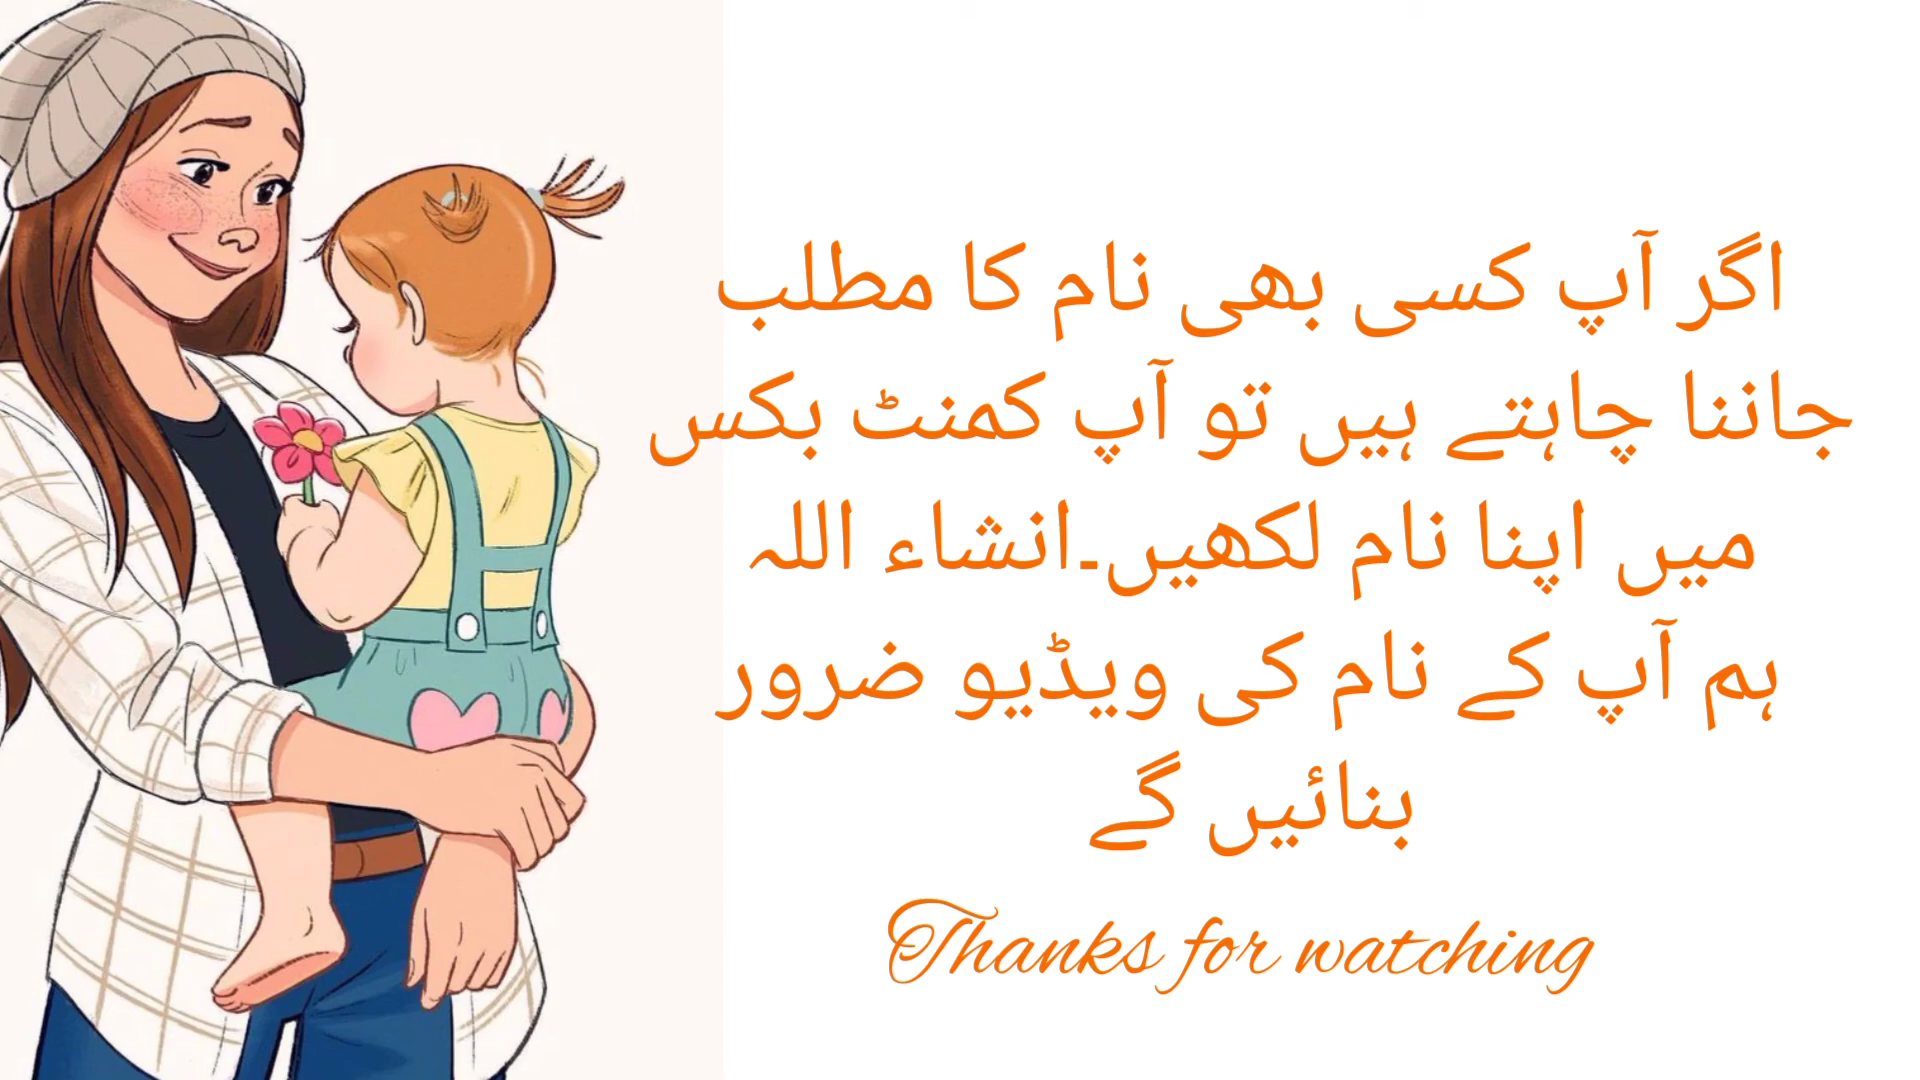 اگر آپ کسی بھی نام کا مطلب
جاننا چاہتے ہیں تو آپ کمنٹ بکس
میں اپنا نام لکھیں۔انشاء اللہ
ہم آپ کے نام کی ویڈیو ضرور
بنائیں گے
Thanks for watching